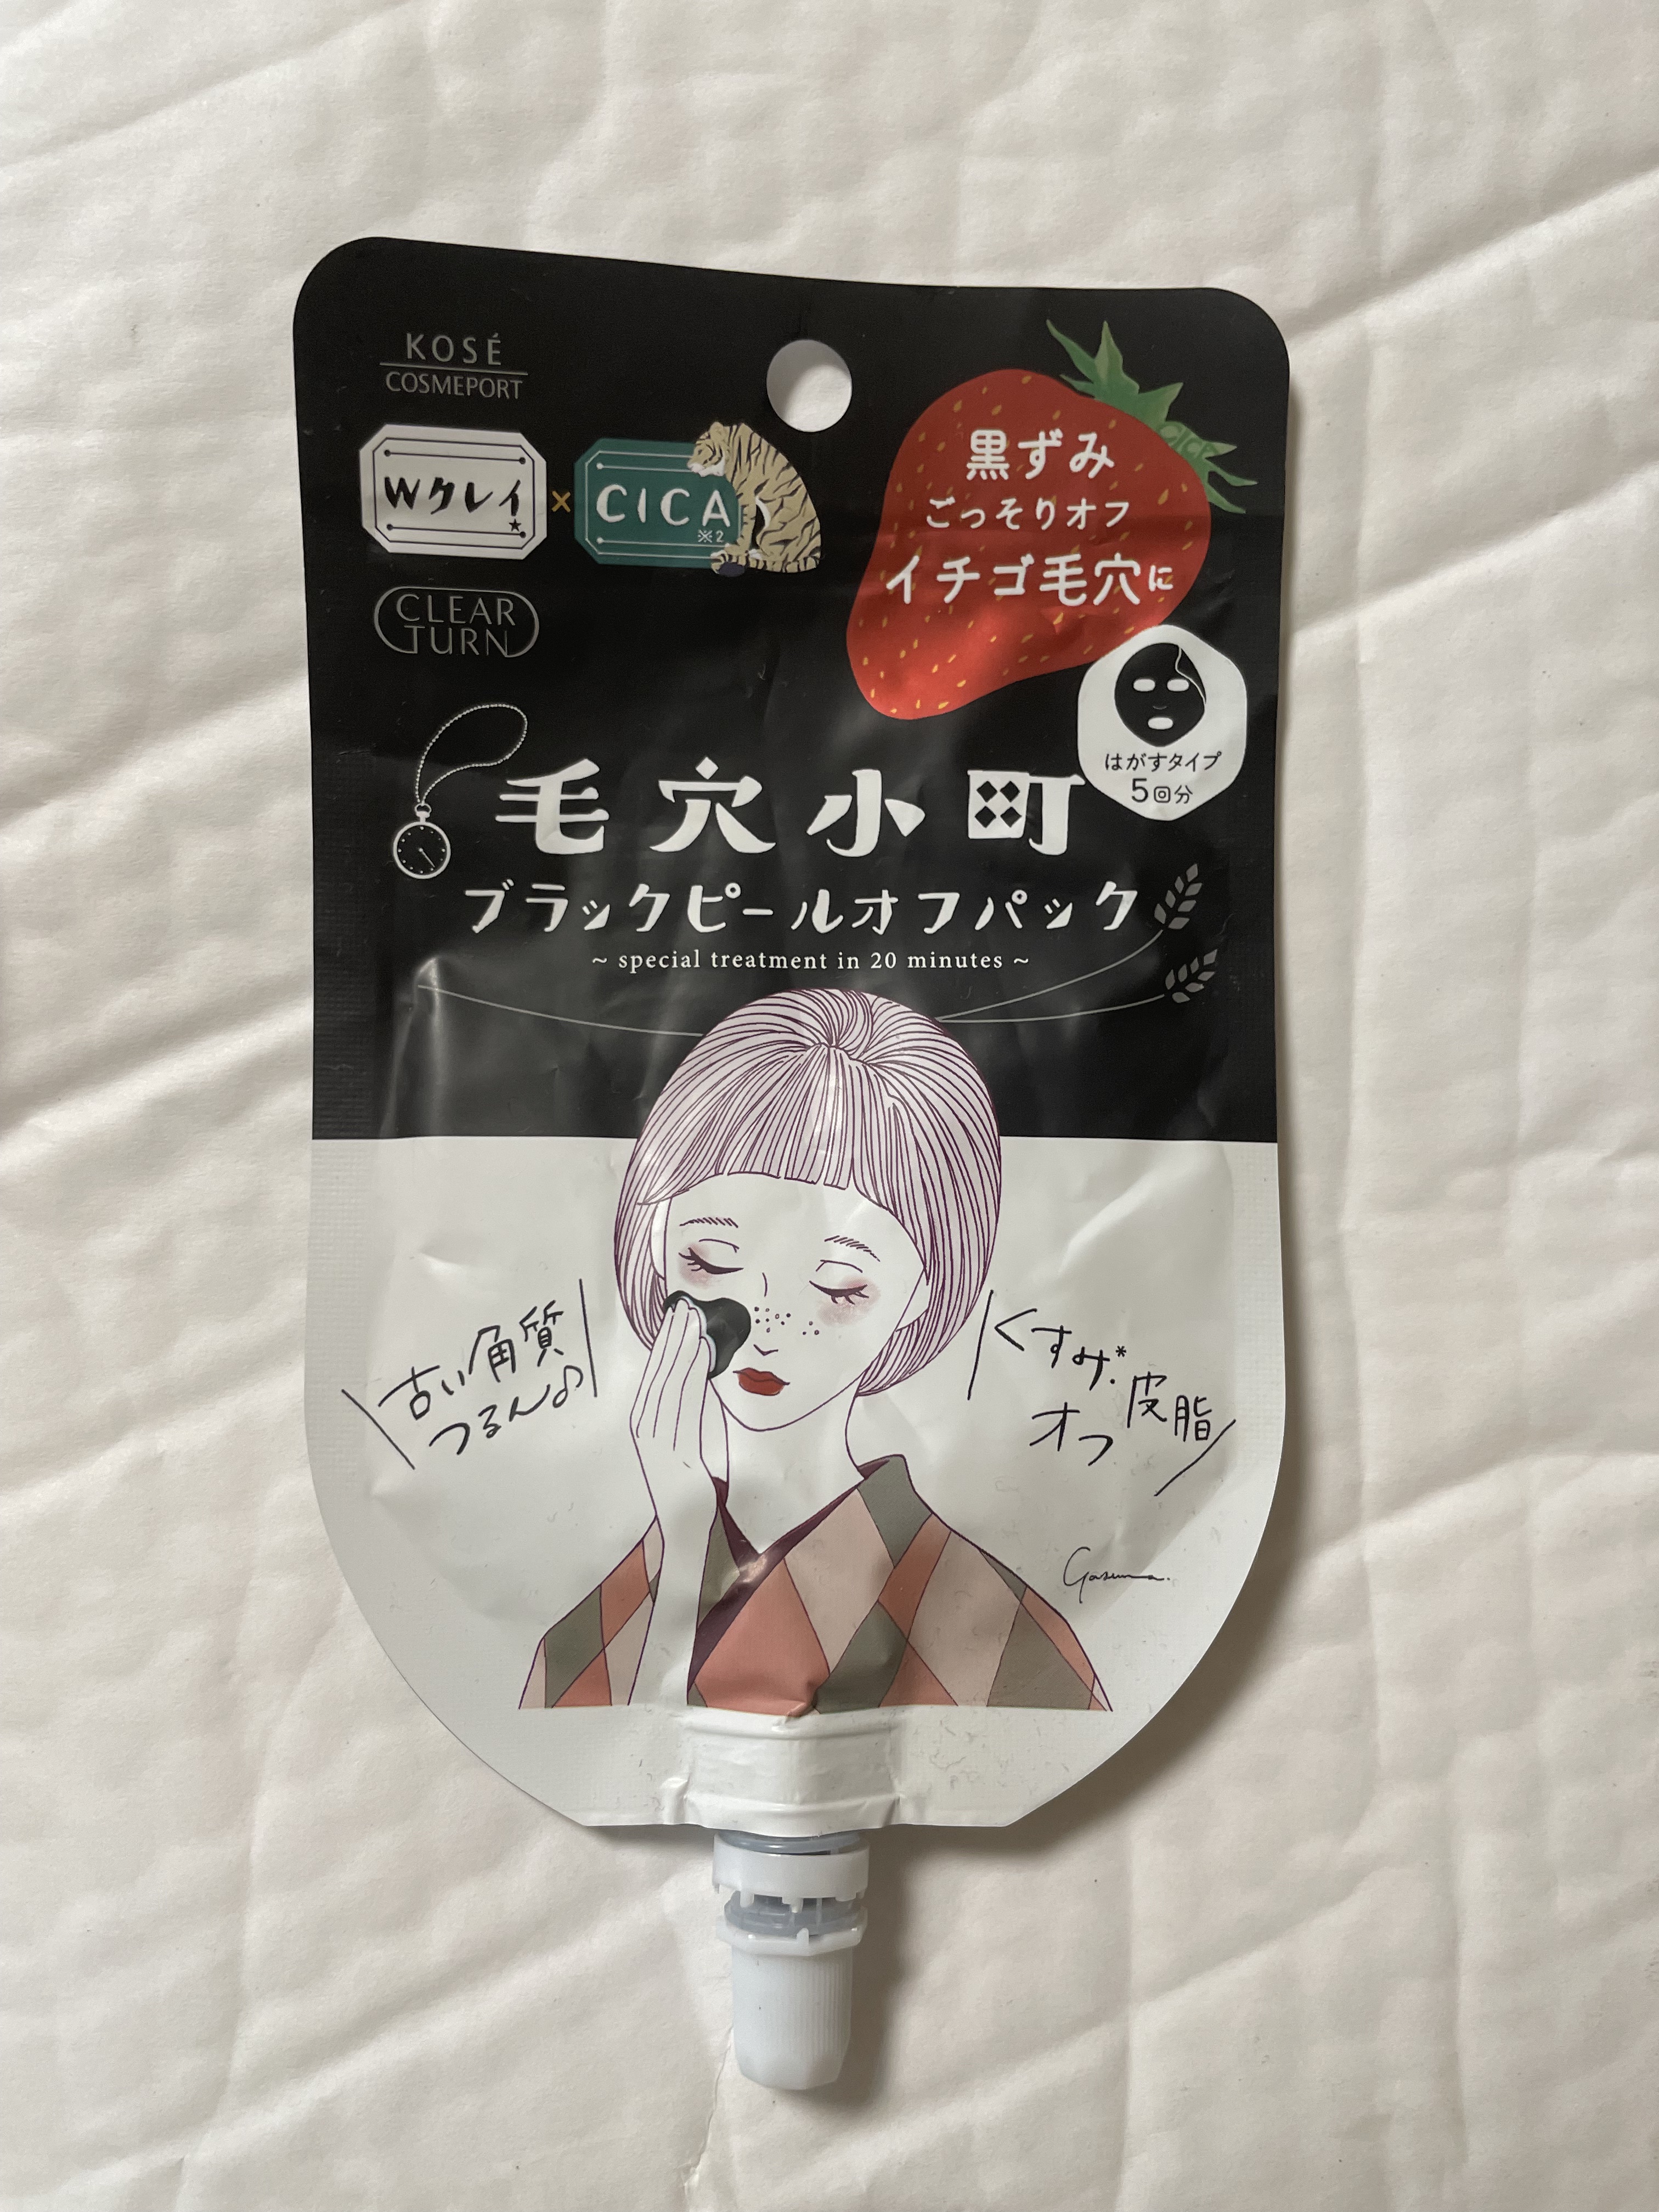 KOSÉ
COSMEPORT
Wクレイ
★
×
CICA
※2
黒ずみ
ごっそりオフ
イチゴ毛穴に
CICA
CLEAR
TURN
はがすタイプ
5回分
毛穴小町
ブラックピールオフパック
~ special treatment in 20 minutes ~
古い角質
つるん♪
くすみ*
皮脂
オフ